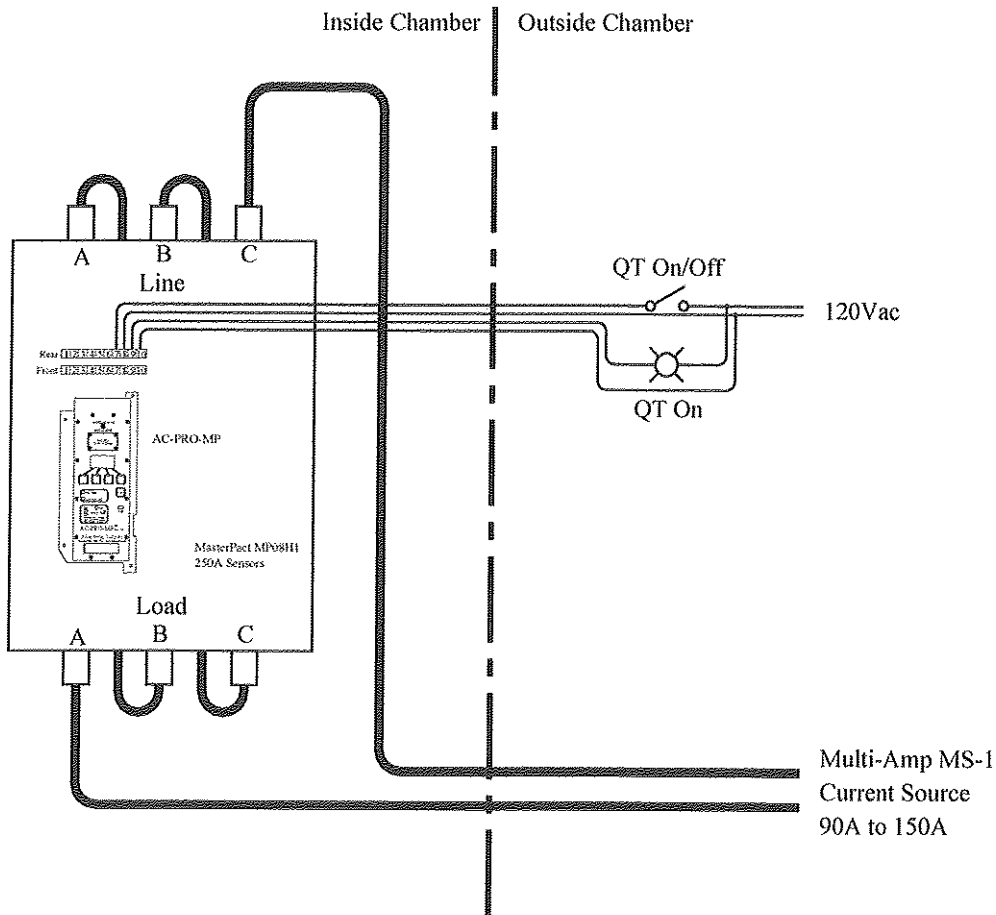 Inside Chamber
Outside Chamber
A
B
C
Line
QT On/Off
120Vac
Rear
Front
QT On
AC-PRO-MP
MasterPact MP08H1
250A Sensors
Load
A
B
C
Multi-Amp MS-1
Current Source
90A to 150A